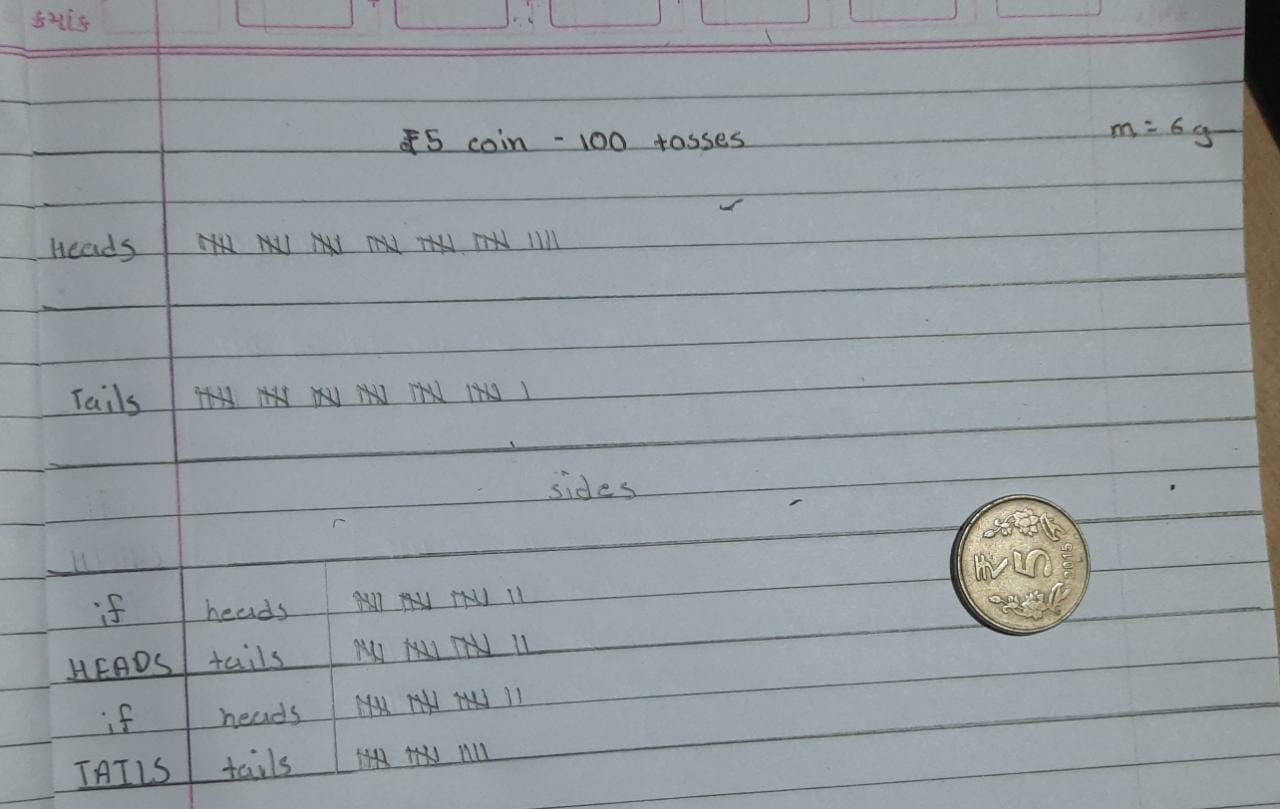 ક્રમાંક
₹5 coin - 100 tosses
m = 6 g
Heads 𝍸 𝍸 𝍸 𝍸 𝍸 𝍸 ||||
Tails 𝍸 𝍸 𝍸 𝍸 𝍸 𝍸 |
sides
if heads 𝍸 𝍸 𝍸 ||
HEADS tails 𝍸 𝍸 𝍸 ||
if heads 𝍸 𝍸 𝍸 ||
TAILS tails 𝍸 𝍸 ||||
₹
5
2015